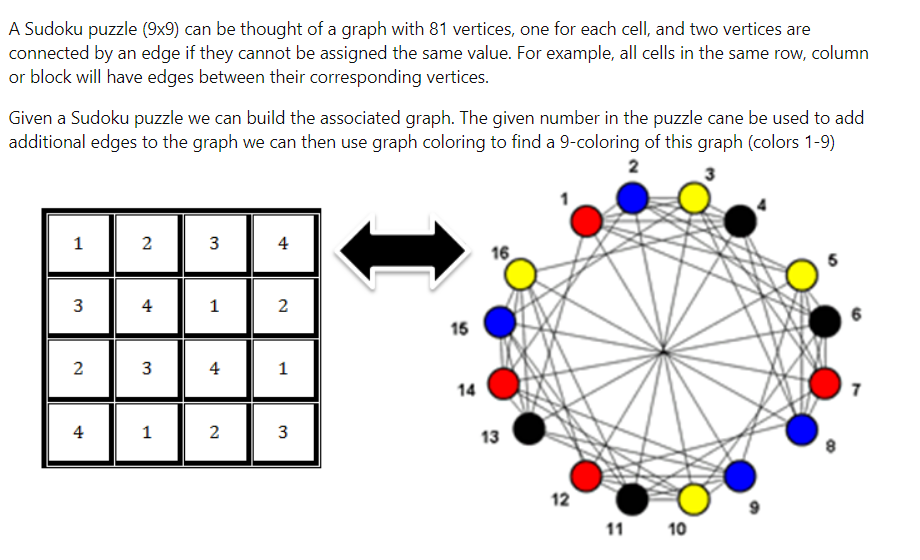 A Sudoku puzzle (9x9) can be thought of a graph with 81 vertices, one for each cell, and two vertices are
connected by an edge if they cannot be assigned the same value. For example, all cells in the same row, column
or block will have edges between their corresponding vertices.
Given a Sudoku puzzle we can build the associated graph. The given number in the puzzle cane be used to add
additional edges to the graph we can then use graph coloring to find a 9-coloring of this graph (colors 1-9)
1 2 3 4
3 4 1 2
2 3 4 1
4 1 2 3
1
2
3
4
5
6
7
8
9
10
11
12
13
14
15
16